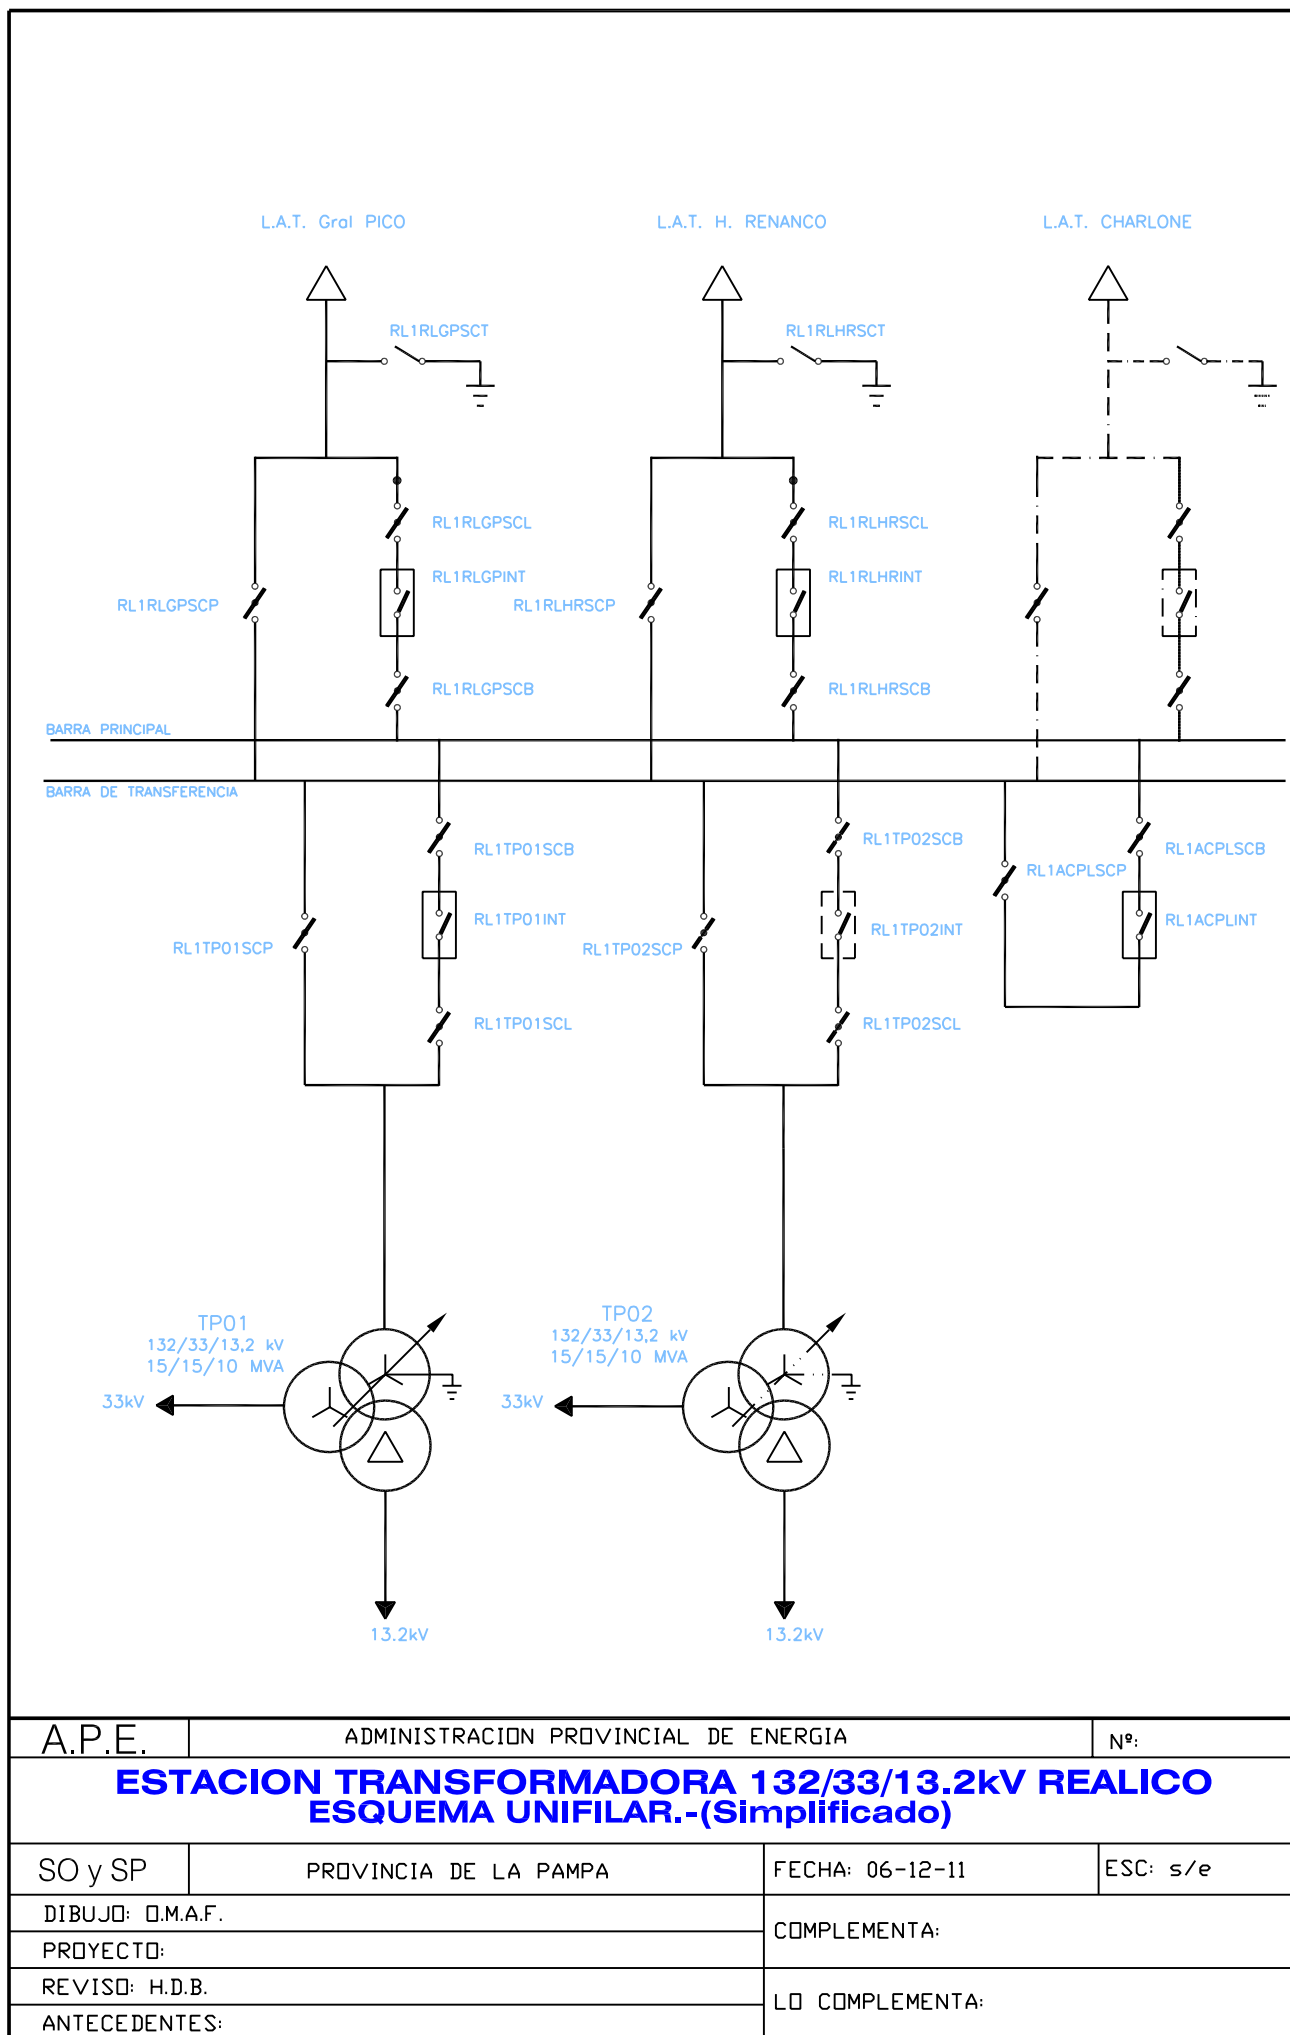 L.A.T. Gral PICO
L.A.T. H. RENANCO
L.A.T. CHARLONE
RL1RLGPSCT
RL1RLHRSCT
RL1RLGPSCL
RL1RLHRSCL
RL1RLGPINT
RL1RLHRINT
RL1RLGPSCP
RL1RLHRSCP
RL1RLGPSCB
RL1RLHRSCB
BARRA PRINCIPAL
BARRA DE TRANSFERENCIA
RL1TP01SCB
RL1TP02SCB
RL1ACPLSCB
RL1ACPLSCP
RL1TP01INT
RL1TP02INT
RL1ACPLINT
RL1TP01SCP
RL1TP02SCP
RL1TP01SCL
RL1TP02SCL
TP01
132/33/13,2 kV
15/15/10 MVA
TP02
132/33/13,2 kV
15/15/10 MVA
33kV
33kV
13.2kV
13.2kV
A.P.E.
ADMINISTRACION PROVINCIAL DE ENERGIA
Nº:
ESTACION TRANSFORMADORA 132/33/13.2kV REALICO
ESQUEMA UNIFILAR.-(Simplificado)
SO y SP
PROVINCIA DE LA PAMPA
FECHA: 06-12-11
ESC: s/e
DIBUJO: O.M.A.F.
COMPLEMENTA:
PROYECTO:
REVISO: H.D.B.
LO COMPLEMENTA:
ANTECEDENTES: